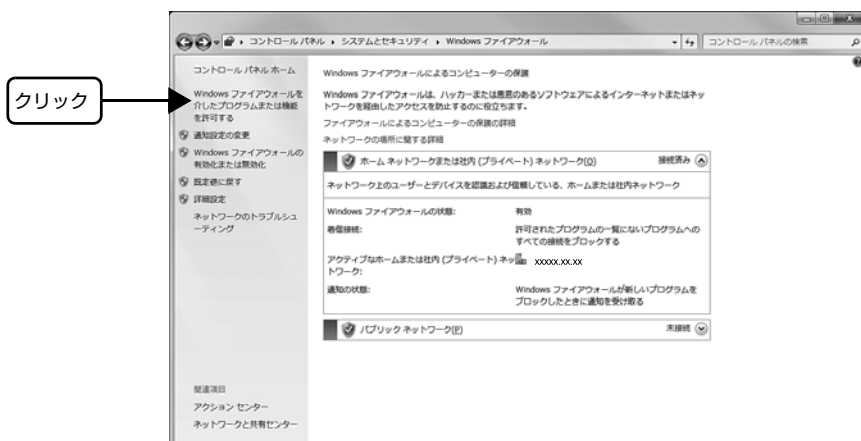 コントロール パネル ▸ システムとセキュリティ ▸ Windows ファイアウォール
コントロール パネルの検索
クリック
コントロール パネル ホーム
Windows ファイアウォールを
介したプログラムまたは機能
を許可する
通知設定の変更
Windows ファイアウォールの
有効化または無効化
既定値に戻す
詳細設定
ネットワークのトラブルシュ
ーティング
関連項目
アクション センター
ネットワークと共有センター
Windows ファイアウォールによるコンピューターの保護
Windows ファイアウォールは、ハッカーまたは悪意のあるソフトウェアによるインターネットまたはネッ
トワークを経由したアクセスを防止するのに役立ちます。
ファイアウォールによるコンピューターの保護の詳細
ネットワークの場所に関する詳細
ホーム ネットワークまたは社内 (プライベート) ネットワーク(O) 接続済み
ネットワーク上のユーザーとデバイスを認識および信頼している、ホームまたは社内ネットワーク
Windows ファイアウォールの状態: 有効
着信接続: 許可されたプログラムの一覧にないプログラムへの
すべての接続をブロックする
アクティブなホームまたは社内 (プライベート) ネッ xxxxx.xx.xx
トワーク:
通知の状態: Windows ファイアウォールが新しいプログラムを
ブロックしたときに通知を受け取る
パブリック ネットワーク(P) 未接続